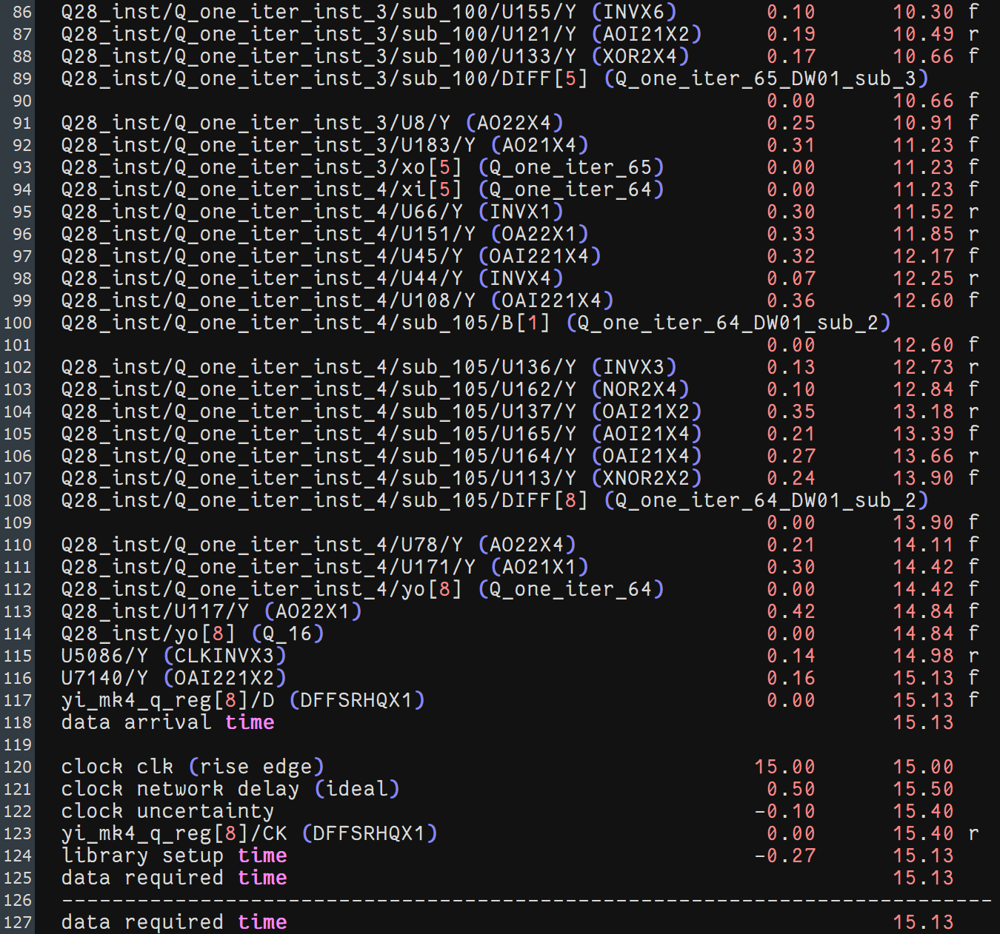 86 Q28_inst/Q_one_iter_inst_3/sub_100/U155/Y (INVX6) 0.10 10.30 f
87 Q28_inst/Q_one_iter_inst_3/sub_100/U121/Y (AOI21X2) 0.19 10.49 r
88 Q28_inst/Q_one_iter_inst_3/sub_100/U133/Y (XOR2X4) 0.17 10.66 f
89 Q28_inst/Q_one_iter_inst_3/sub_100/DIFF[5] (Q_one_iter_65_DW01_sub_3)
90 0.00 10.66 f
91 Q28_inst/Q_one_iter_inst_3/U8/Y (AO22X4) 0.25 10.91 f
92 Q28_inst/Q_one_iter_inst_3/U183/Y (AO21X4) 0.31 11.23 f
93 Q28_inst/Q_one_iter_inst_3/xo[5] (Q_one_iter_65) 0.00 11.23 f
94 Q28_inst/Q_one_iter_inst_4/xi[5] (Q_one_iter_64) 0.00 11.23 f
95 Q28_inst/Q_one_iter_inst_4/U66/Y (INVX1) 0.30 11.52 r
96 Q28_inst/Q_one_iter_inst_4/U151/Y (OA22X1) 0.33 11.85 r
97 Q28_inst/Q_one_iter_inst_4/U45/Y (OAI221X4) 0.32 12.17 f
98 Q28_inst/Q_one_iter_inst_4/U44/Y (INVX4) 0.07 12.25 r
99 Q28_inst/Q_one_iter_inst_4/U108/Y (OAI221X4) 0.36 12.60 f
100 Q28_inst/Q_one_iter_inst_4/sub_105/B[1] (Q_one_iter_64_DW01_sub_2)
101 0.00 12.60 f
102 Q28_inst/Q_one_iter_inst_4/sub_105/U136/Y (INVX3) 0.13 12.73 r
103 Q28_inst/Q_one_iter_inst_4/sub_105/U162/Y (NOR2X4) 0.10 12.84 f
104 Q28_inst/Q_one_iter_inst_4/sub_105/U137/Y (OAI21X2) 0.35 13.18 r
105 Q28_inst/Q_one_iter_inst_4/sub_105/U165/Y (AOI21X4) 0.21 13.39 f
106 Q28_inst/Q_one_iter_inst_4/sub_105/U164/Y (OAI21X4) 0.27 13.66 r
107 Q28_inst/Q_one_iter_inst_4/sub_105/U113/Y (XNOR2X2) 0.24 13.90 f
108 Q28_inst/Q_one_iter_inst_4/sub_105/DIFF[8] (Q_one_iter_64_DW01_sub_2)
109 0.00 13.90 f
110 Q28_inst/Q_one_iter_inst_4/U78/Y (AO22X4) 0.21 14.11 f
111 Q28_inst/Q_one_iter_inst_4/U171/Y (AO21X1) 0.30 14.42 f
112 Q28_inst/Q_one_iter_inst_4/yo[8] (Q_one_iter_64) 0.00 14.42 f
113 Q28_inst/U117/Y (AO22X1) 0.42 14.84 f
114 Q28_inst/yo[8] (Q_16) 0.00 14.84 f
115 U5086/Y (CLKINVX3) 0.14 14.98 r
116 U7140/Y (OAI221X2) 0.16 15.13 f
117 yi_mk4_q_reg[8]/D (DFFSRHQX1) 0.00 15.13 f
118 data arrival time 15.13
119
120 clock clk (rise edge) 15.00 15.00
121 clock network delay (ideal) 0.50 15.50
122 clock uncertainty -0.10 15.40
123 yi_mk4_q_reg[8]/CK (DFFSRHQX1) 0.00 15.40 r
124 library setup time -0.27 15.13
125 data required time 15.13
126 --------------------------------------------------------------------------
127 data required time 15.13